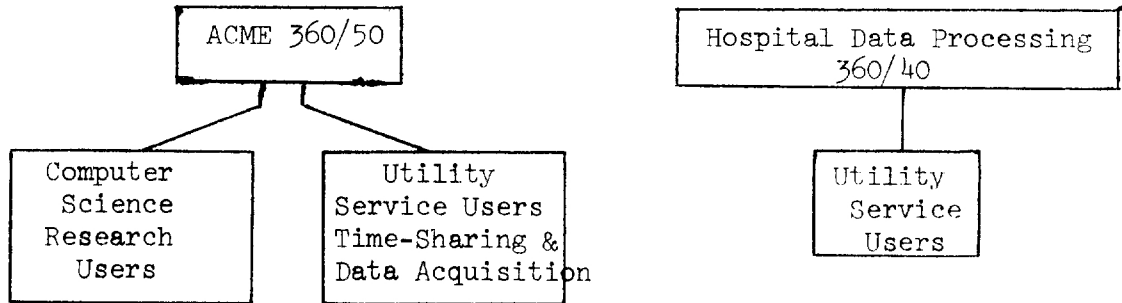 ACME 360/50
Hospital Data Processing
360/40
Computer
Science
Research
Users
Utility
Service Users
Time-Sharing &
Data Acquisition
Utility
Service
Users